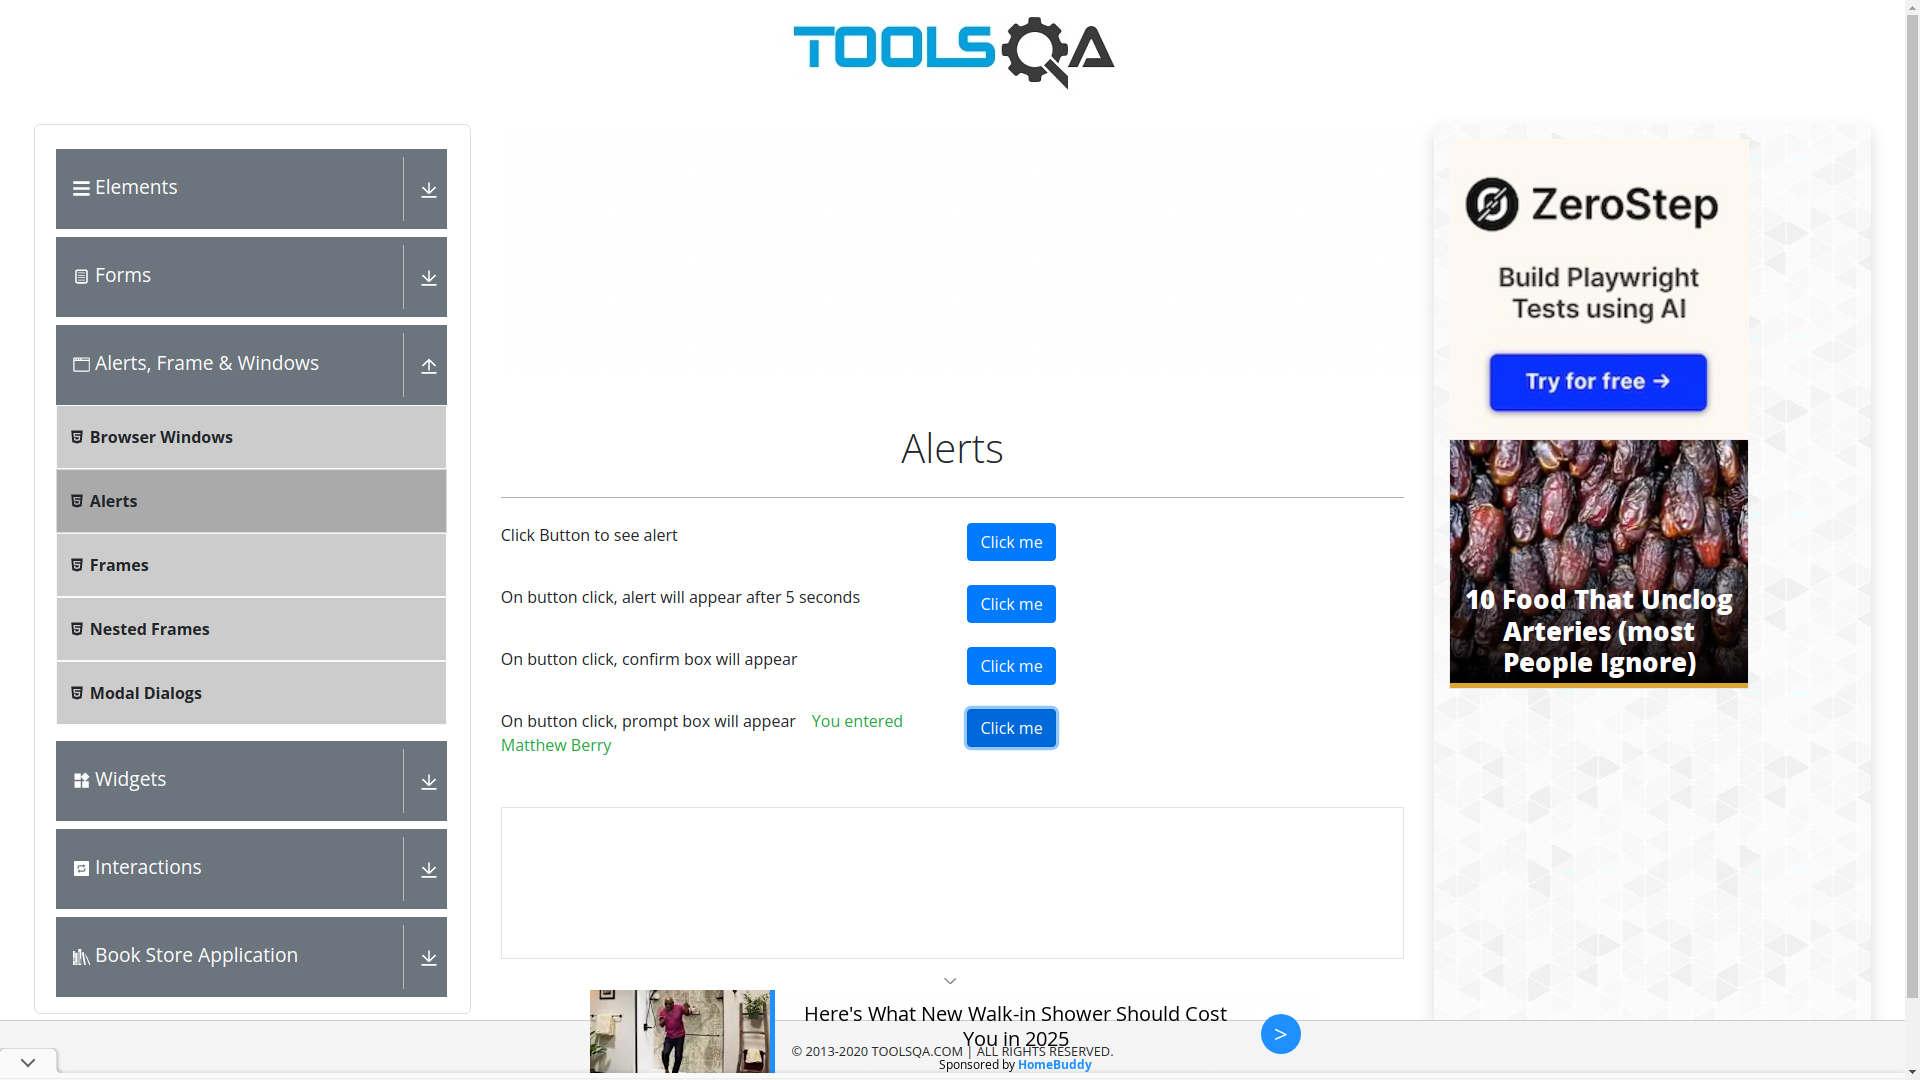 TOOLSQA
Elements
Forms
Alerts, Frame & Windows
Browser Windows
Alerts
Frames
Nested Frames
Modal Dialogs
Widgets
Interactions
Book Store Application
Alerts
Click Button to see alert
Click me
On button click, alert will appear after 5 seconds
Click me
On button click, confirm box will appear
Click me
On button click, prompt box will appear You entered
Matthew Berry
Click me
ZeroStep
Build Playwright
Tests using AI
Try for free →
10 Food That Unclog
Arteries (most
People Ignore)
Here's What New Walk-in Shower Should Cost
You in 2025
>
© 2013-2020 TOOLSQA.COM | ALL RIGHTS RESERVED.
Sponsored by HomeBuddy